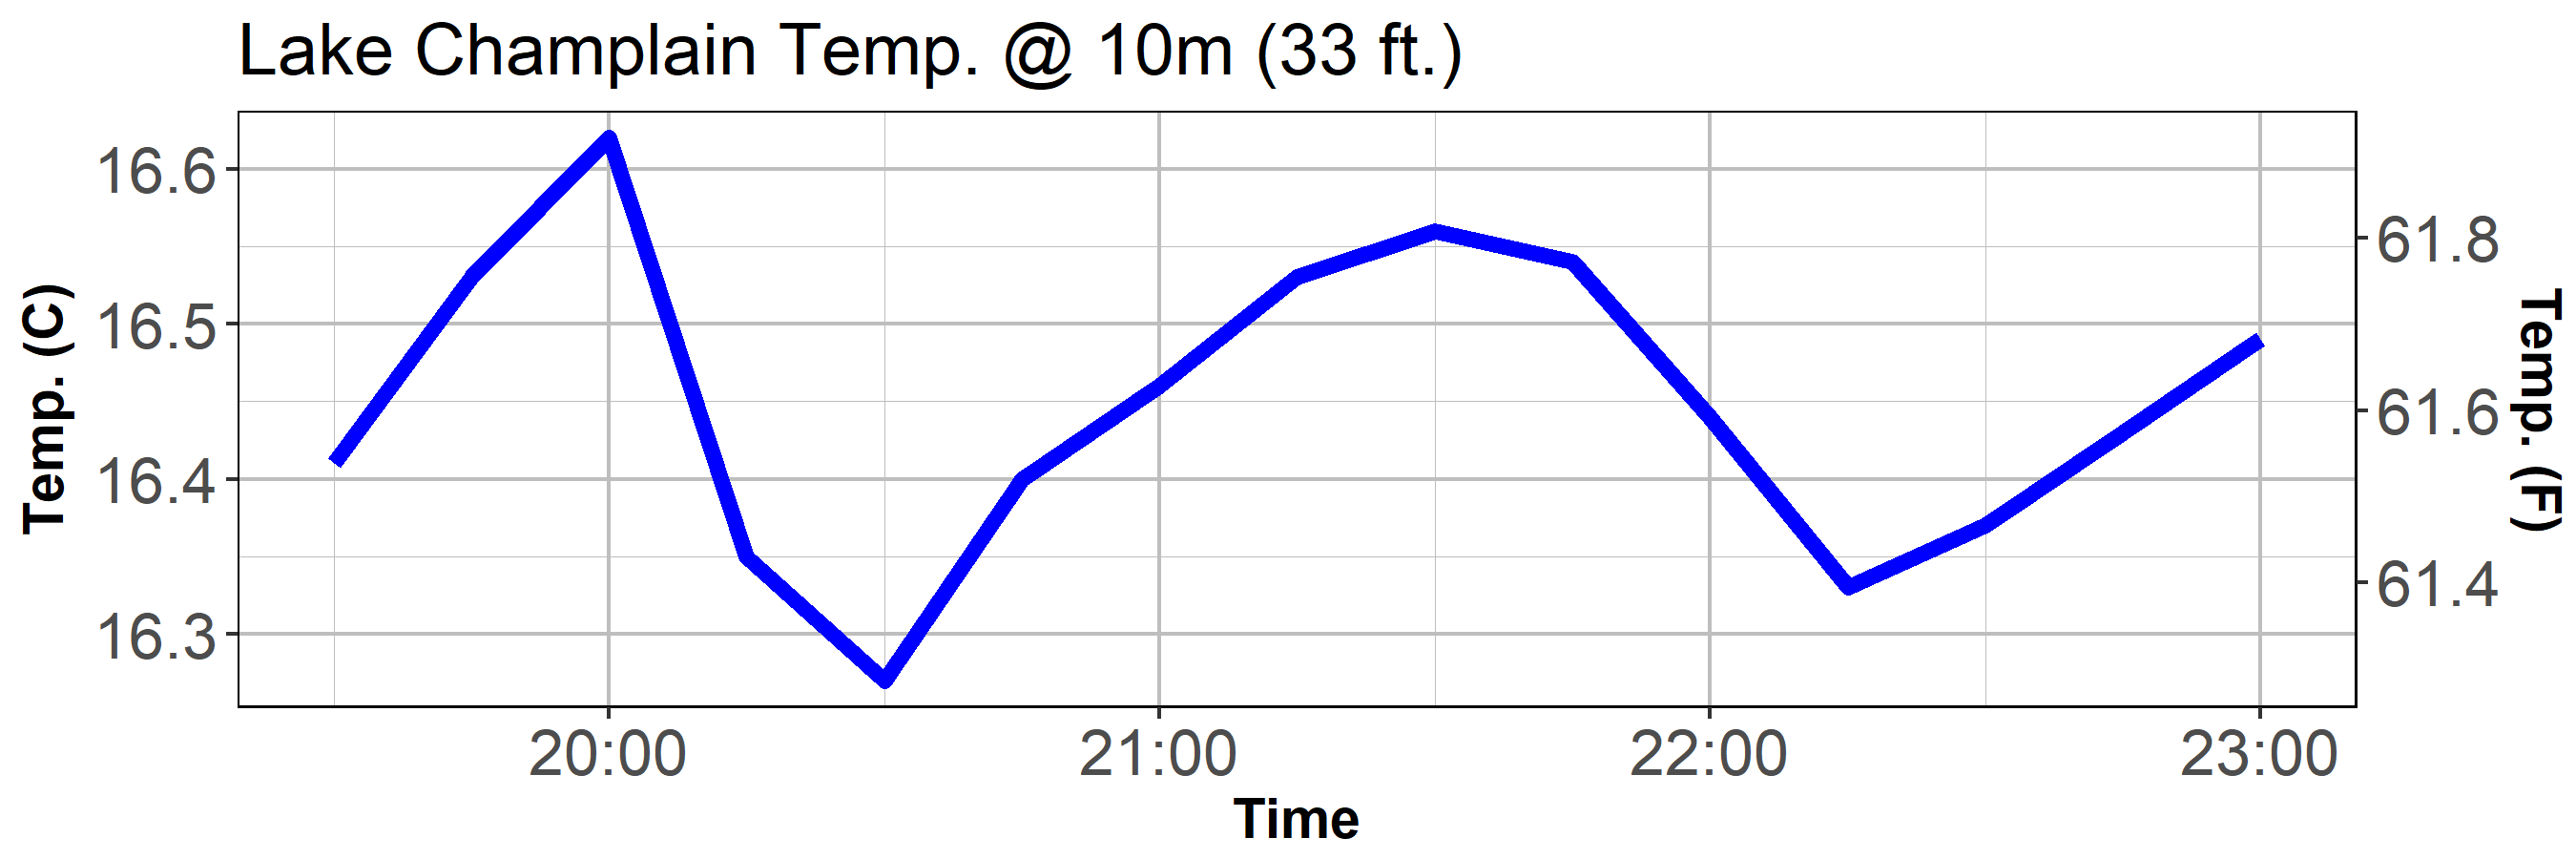 Lake Champlain Temp. @ 10m (33 ft.)
Temp. (C)
16.6
16.5
16.4
16.3
61.8
61.6
61.4
Temp. (F)
20:00 21:00 22:00 23:00
Time